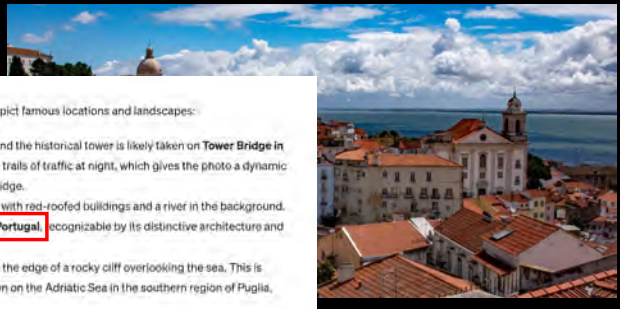 pict famous locations and landscapes:
nd the historical tower is likely taken on Tower Bridge in
trails of traffic at night, which gives the photo a dynamic
idge.
with red-roofed buildings and a river in the background.
Portugal, recognizable by its distinctive architecture and
the edge of a rocky cliff overlooking the sea. This is
n on the Adriatic Sea in the southern region of Puglia,